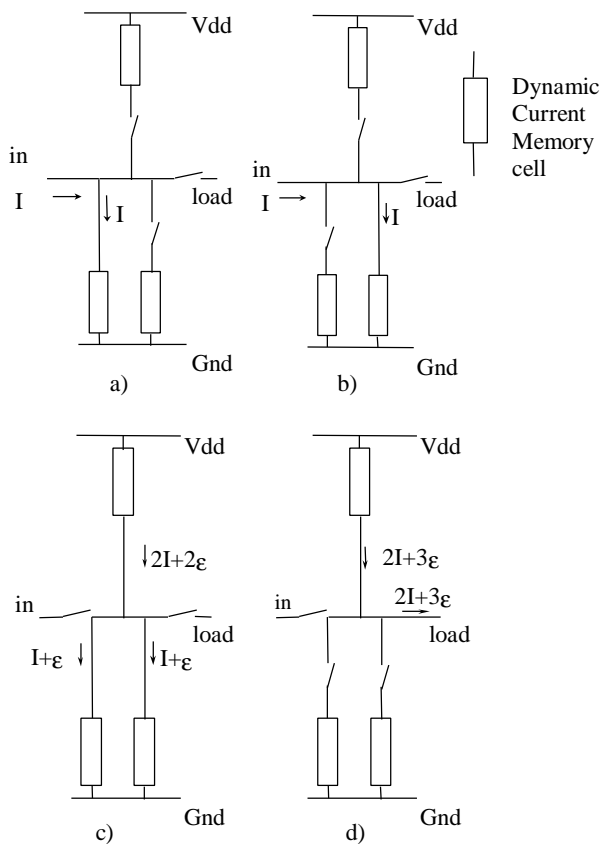 Vdd
in
I
I
load
Gnd
a)
Vdd
in
I
I
load
Gnd
b)
Dynamic
Current
Memory
cell
Vdd
2I+2ε
in
load
I+ε
I+ε
Gnd
c)
Vdd
2I+3ε
in
2I+3ε
load
Gnd
d)